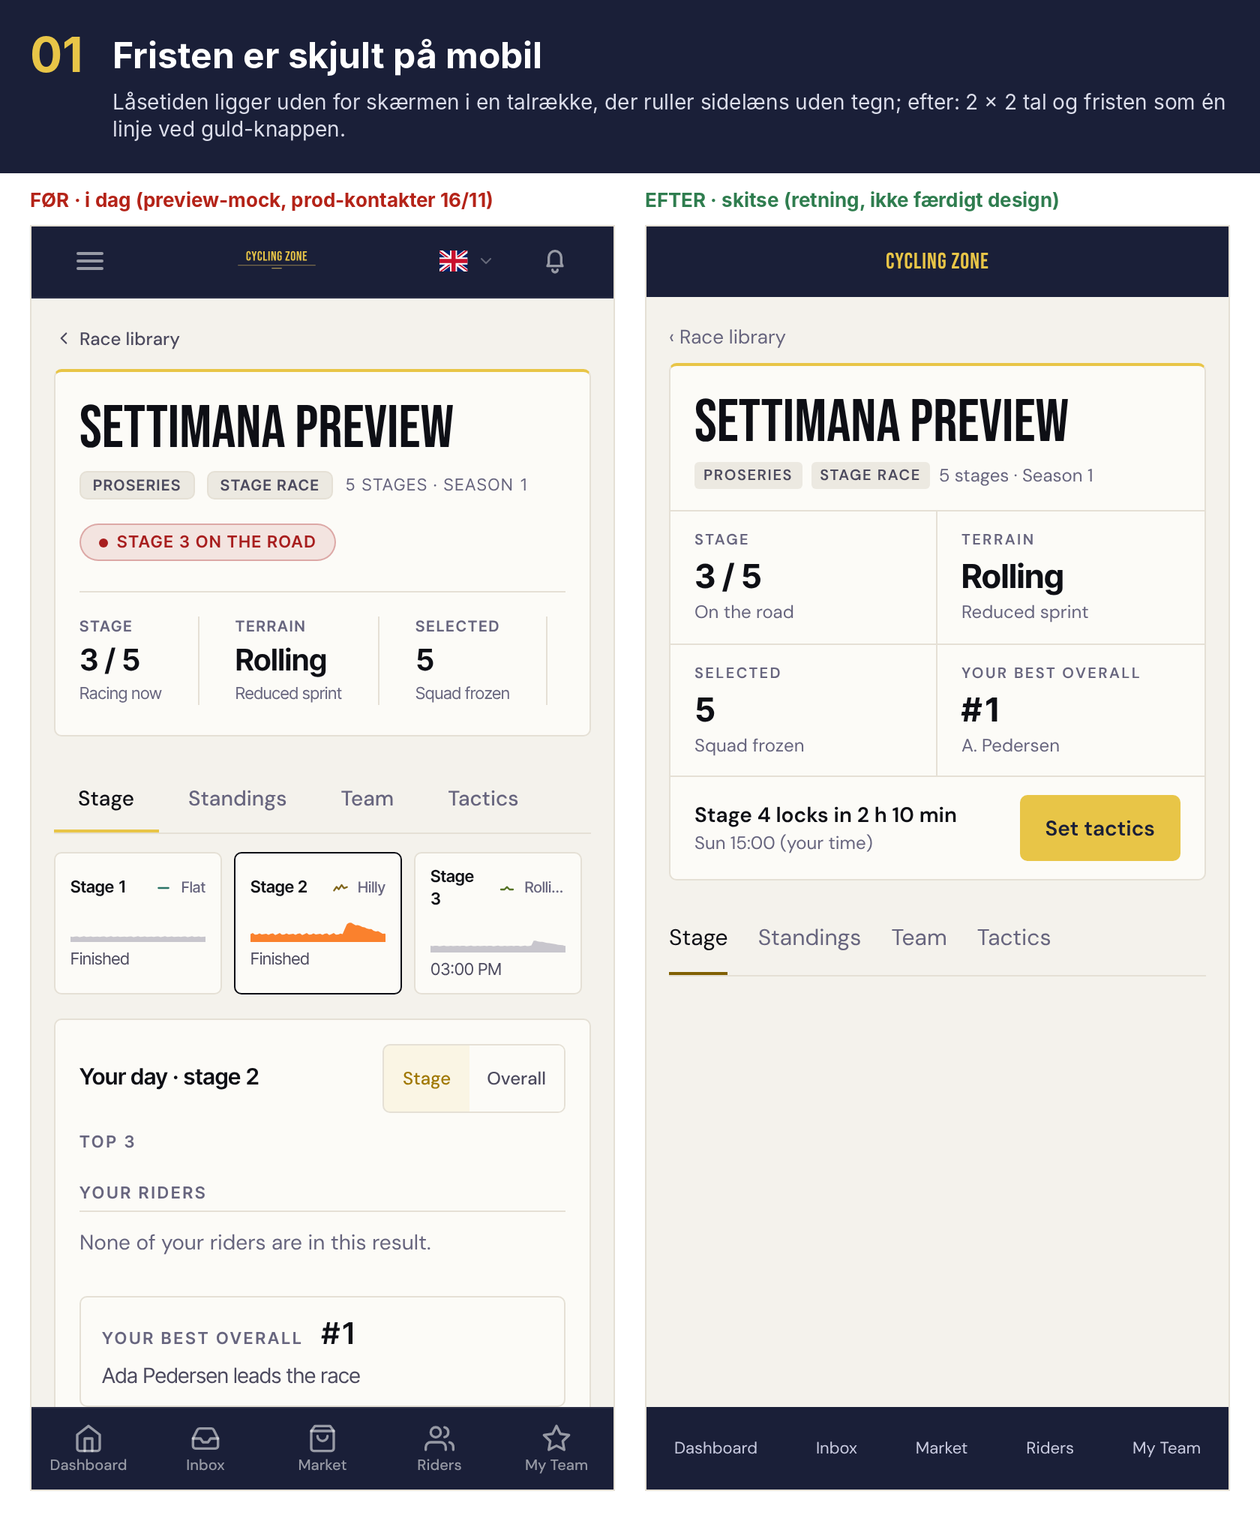 01
Fristen er skjult på mobil
Låsetiden ligger uden for skærmen i en talrække, der ruller sidelæns uden tegn; efter: 2 × 2 tal og fristen som én
linje ved guld-knappen.
FØR · i dag (preview-mock, prod-kontakter 16/11)
CYCLING ZONE
Race library
SETTIMANA PREVIEW
PROSERIES STAGE RACE 5 STAGES · SEASON 1
STAGE 3 ON THE ROAD
STAGE TERRAIN SELECTED
3 / 5 Rolling 5
Racing now Reduced sprint Squad frozen
Stage Standings Team Tactics
Stage 1 Flat
Finished
Stage 2 Hilly
Finished
Stage
3 Rolli...
03:00 PM
Your day · stage 2
Stage Overall
TOP 3
YOUR RIDERS
None of your riders are in this result.
YOUR BEST OVERALL #1
Ada Pedersen leads the race
Dashboard Inbox Market Riders My Team
EFTER · skitse (retning, ikke færdigt design)
CYCLING ZONE
‹ Race library
SETTIMANA PREVIEW
PROSERIES STAGE RACE 5 stages · Season 1
STAGE TERRAIN
3 / 5 Rolling
On the road Reduced sprint
SELECTED YOUR BEST OVERALL
5 #1
Squad frozen A. Pedersen
Stage 4 locks in 2 h 10 min
Sun 15:00 (your time)
Set tactics
Stage Standings Team Tactics
Dashboard Inbox Market Riders My Team